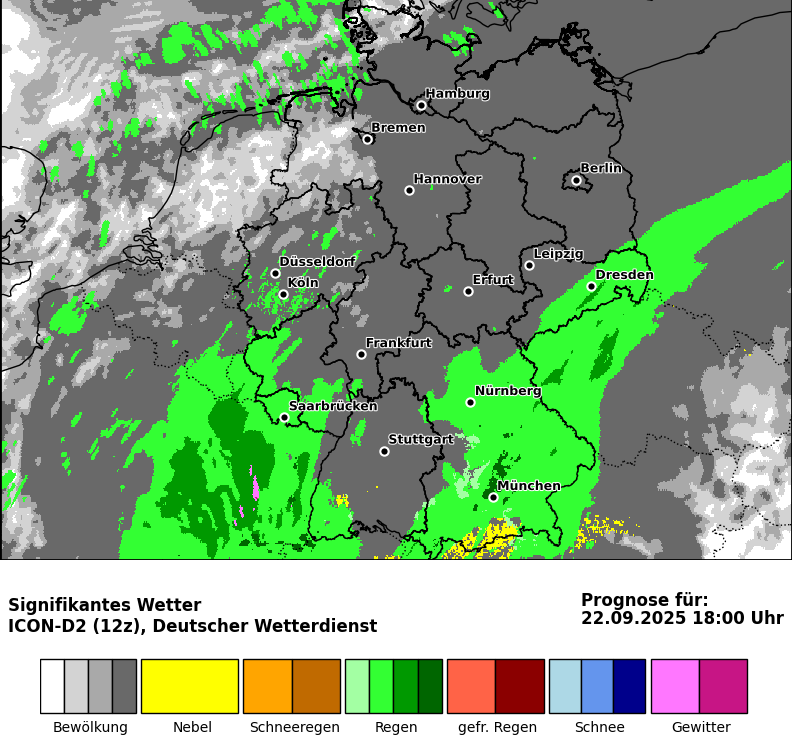 Hamburg
Bremen
Berlin
Hannover
Leipzig
Düsseldorf
Dresden
Köln
Erfurt
Frankfurt
Nürnberg
Saarbrücken
Stuttgart
München
Signifikantes Wetter
ICON-D2 (12z), Deutscher Wetterdienst
Prognose für:
22.09.2025 18:00 Uhr
Bewölkung Nebel Schneeregen Regen gefr. Regen Schnee Gewitter